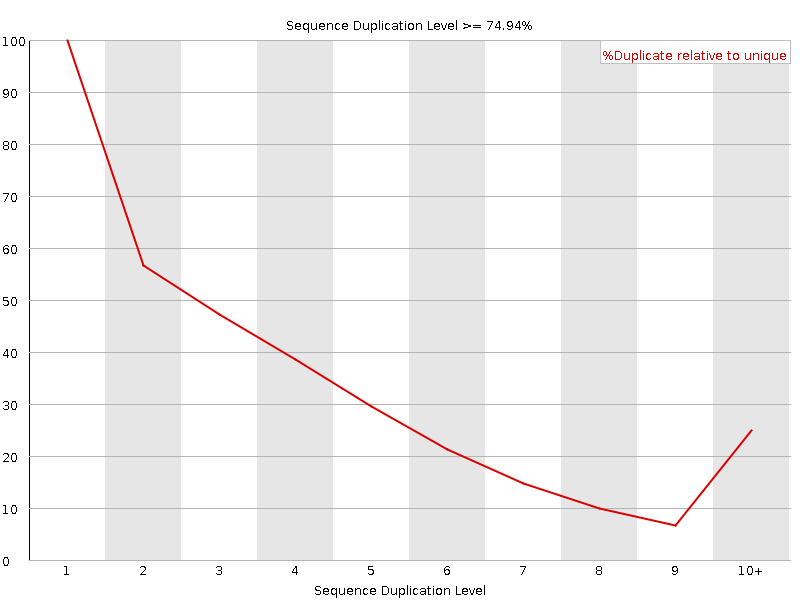 Sequence Duplication Level >= 74.94%
%Duplicate relative to unique
100
90
80
70
60
50
40
30
20
10
0
1 2 3 4 5 6 7 8 9 10+
Sequence Duplication Level